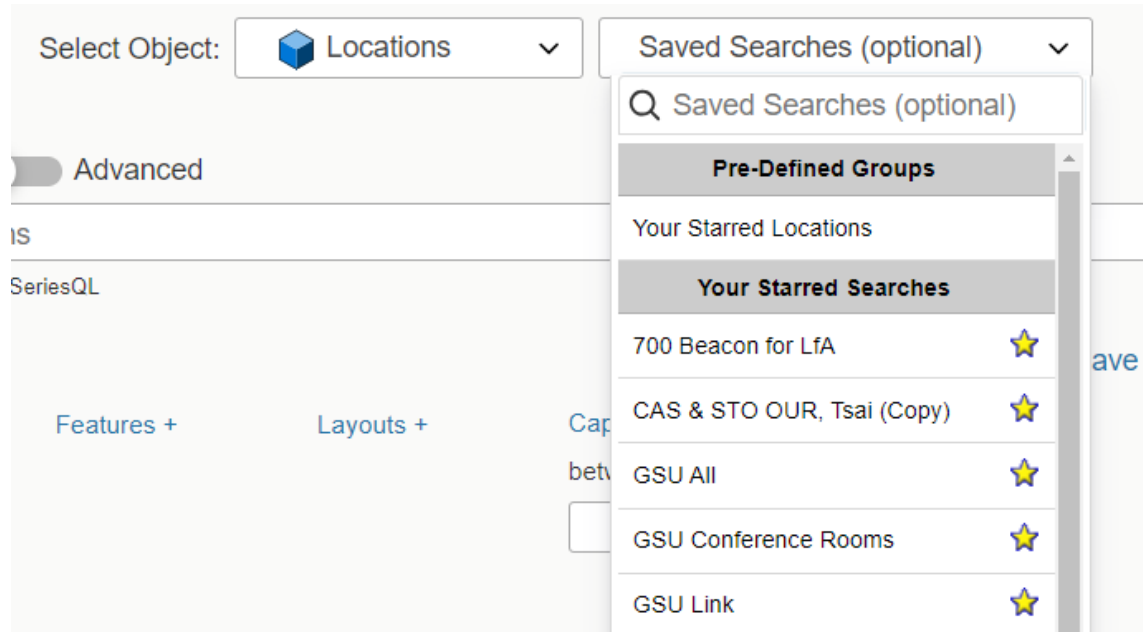 Select Object: Locations Saved Searches (optional)
Saved Searches (optional)
Advanced
Pre-Defined Groups
Your Starred Locations
SeriesQL
Your Starred Searches
700 Beacon for LfA
Features + Layouts +
CAS & STO OUR, Tsai (Copy)
GSU All
GSU Conference Rooms
GSU Link